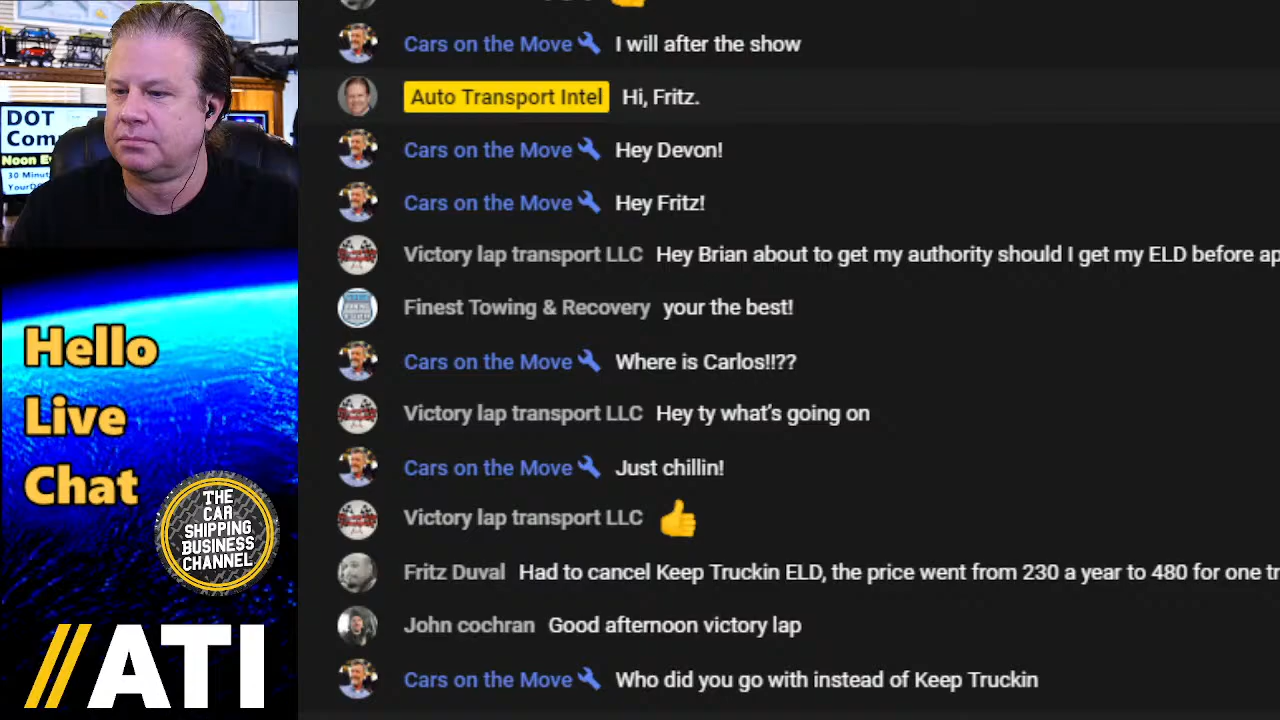 Cars on the Move I will after the show
Auto Transport Intel Hi, Fritz.
Cars on the Move Hey Devon!
Cars on the Move Hey Fritz!
Victory lap transport LLC Hey Brian about to get my authority should I get my ELD before ap
Finest Towing & Recovery your the best!
Cars on the Move Where is Carlos!!??
Victory lap transport LLC Hey ty what's going on
Cars on the Move Just chillin!
Victory lap transport LLC 👍
Fritz Duval Had to cancel Keep Truckin ELD, the price went from 230 a year to 480 for one tr
John cochran Good afternoon victory lap
Cars on the Move Who did you go with instead of Keep Truckin
DOT
Com
Noon E
30 Minut
YourD
Hello
Live
Chat
THE
CAR
SHIPPING
BUSINESS
CHANNEL
//ATI